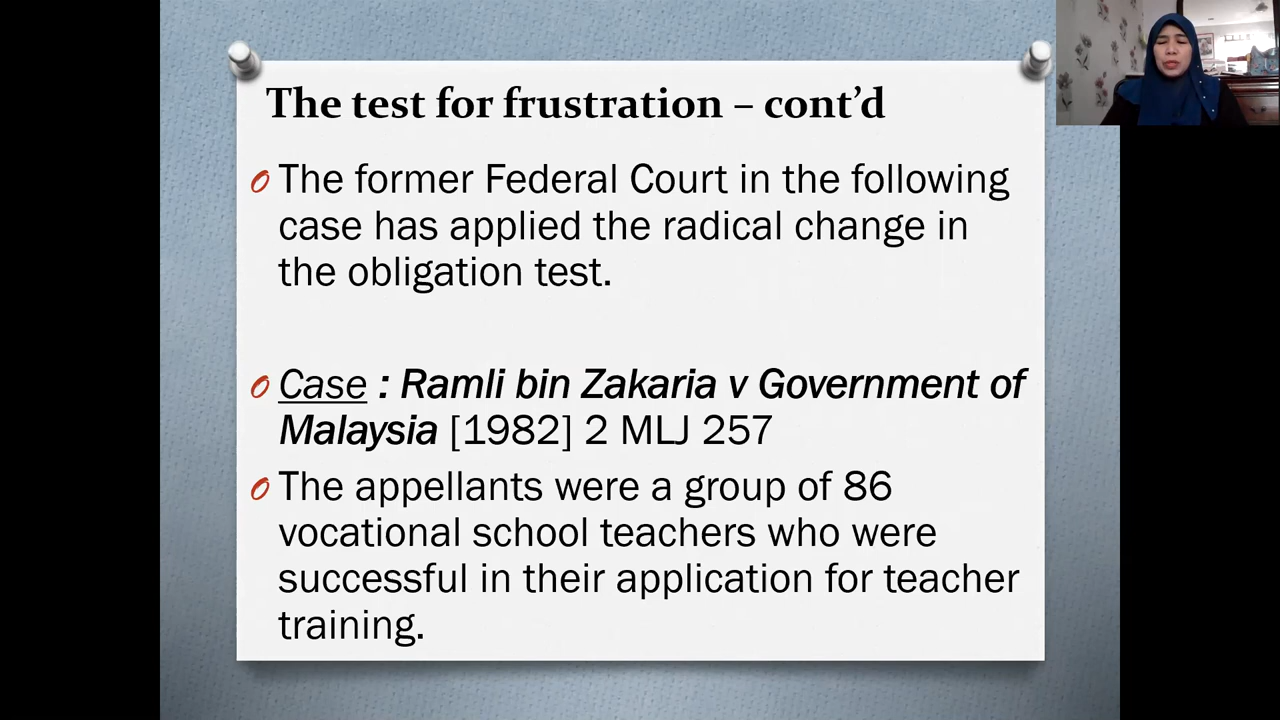 The test for frustration – cont’d
The former Federal Court in the following
case has applied the radical change in
the obligation test.
Case : Ramli bin Zakaria v Government of
Malaysia [1982] 2 MLJ 257
The appellants were a group of 86
vocational school teachers who were
successful in their application for teacher
training.